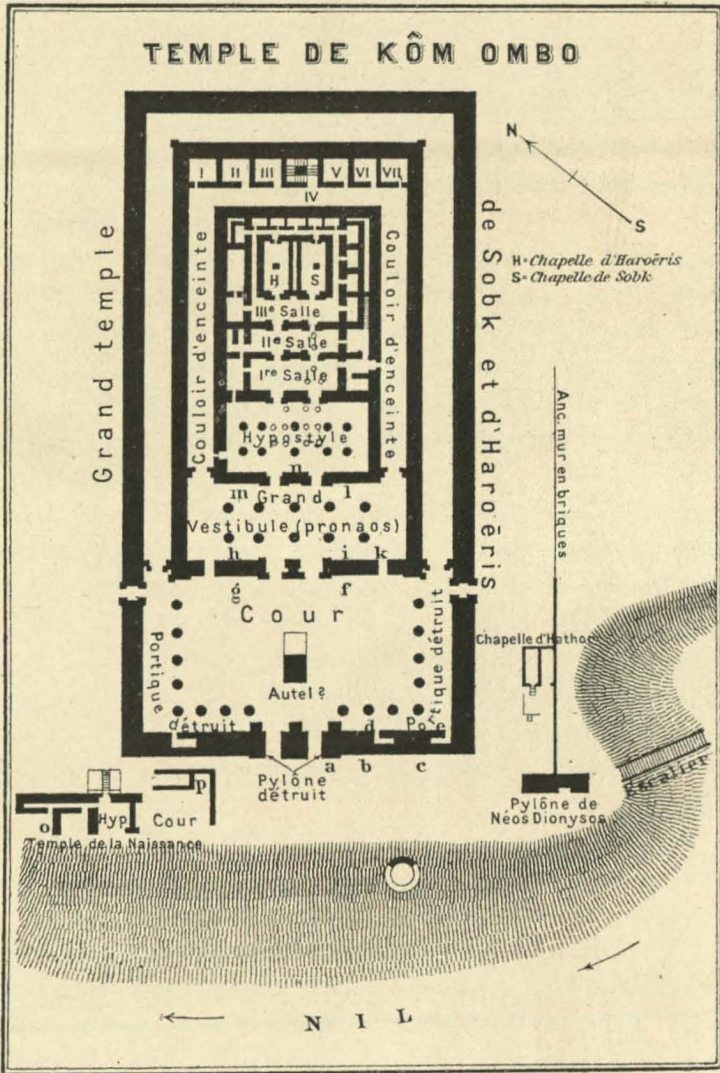 TEMPLE DE KÔM OMBO
N
S
H=Chapelle d'Haroëris
S=Chapelle de Sobk
I II III IV V VI VII
Grand temple
de Sobk et d'Haroëris
Couloir d'enceinte
Couloir d'enceinte
H S
IIIe Salle
IIe Salle
Ire Salle
Hypostyle
n
m l
Grand
Vestibule (pronaos)
h i k
g f
Cour
Autel ?
Portique
détruit
Portique détruit
d
a b c
Pylône
détruit
Anc. mur en briques
Chapelle d'Hathor
Escalier
Pylône de
Néos Dionysos
p
o
Hyp.
Cour
Temple de la Naissance
NIL